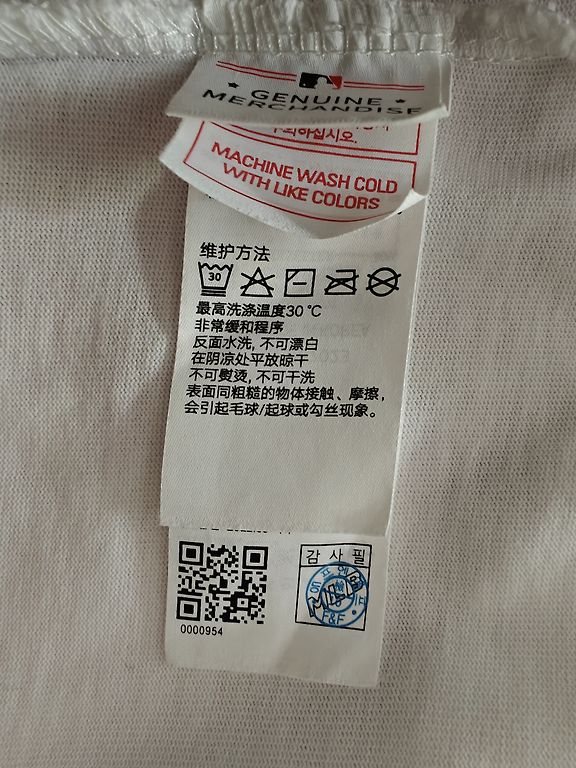 GENUINE
MERCHANDISE
MACHINE WASH COLD
WITH LIKE COLORS
维护方法
30
最高洗涤温度30℃
非常缓和程序
反面水洗, 不可漂白
在阴凉处平放晾干
不可熨烫, 不可干洗
表面同粗糙的物体接触、摩擦,
会引起毛球/起球或勾丝现象。
감사필
F&F
0000954